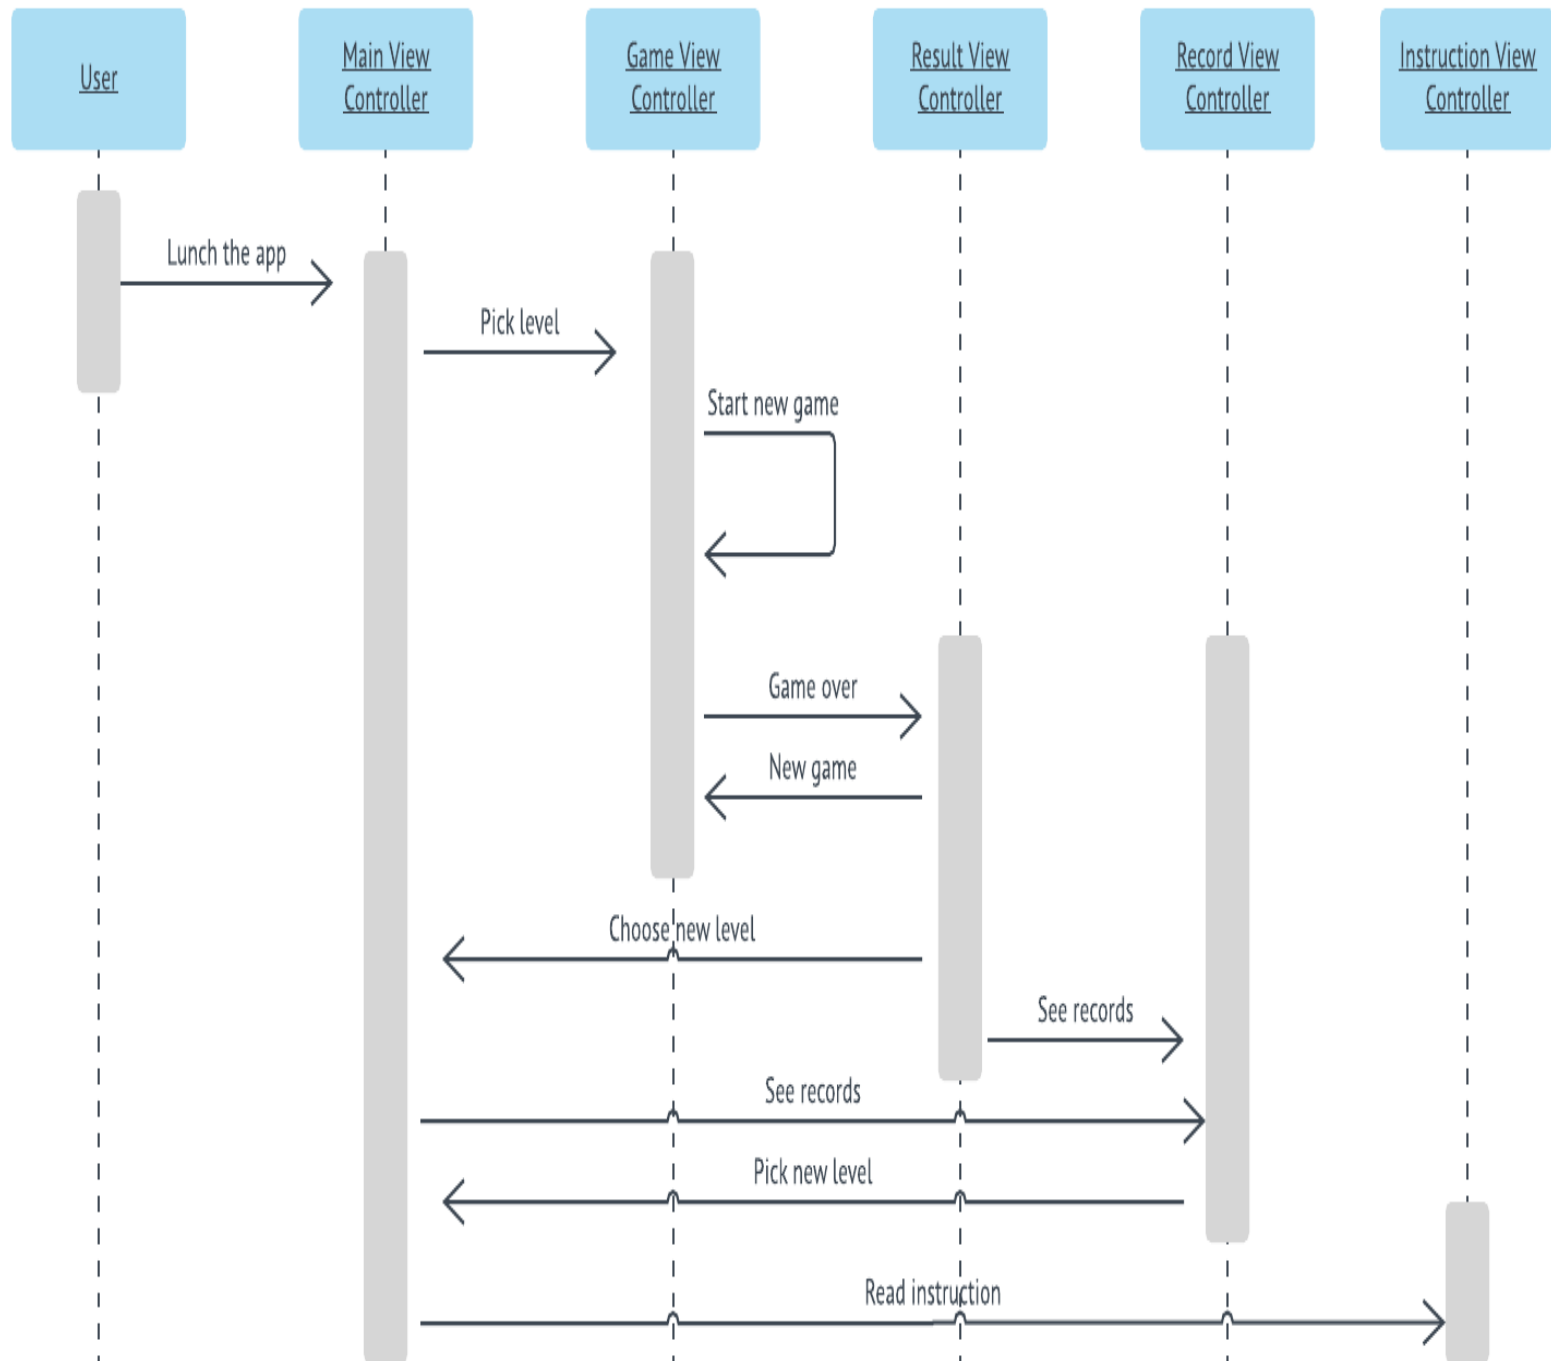 User
Main View
Controller
Game View
Controller
Result View
Controller
Record View
Controller
Instruction View
Controller
Lunch the app
Pick level
Start new game
Game over
New game
Choose new level
See records
See records
Pick new level
Read instruction